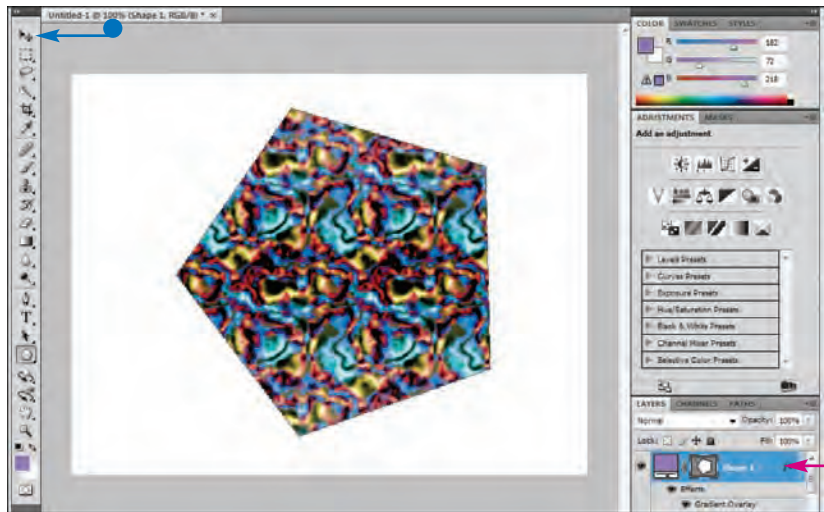 Untitled-1 @ 100% (Shape 1, RGB/8) * ×
COLOR SWATCHES STYLES
R 182
G 72
B 218
ADJUSTMENTS MASKS
Add an adjustment
Levels Presets
Curves Presets
Exposure Presets
Hue/Saturation Presets
Black & White Presets
Channel Mixer Presets
Selective Color Presets
LAYERS CHANNELS PATHS
Normal Opacity: 100%
Lock: Fill: 100%
Shape 1
Effects
Gradient Overlay
T